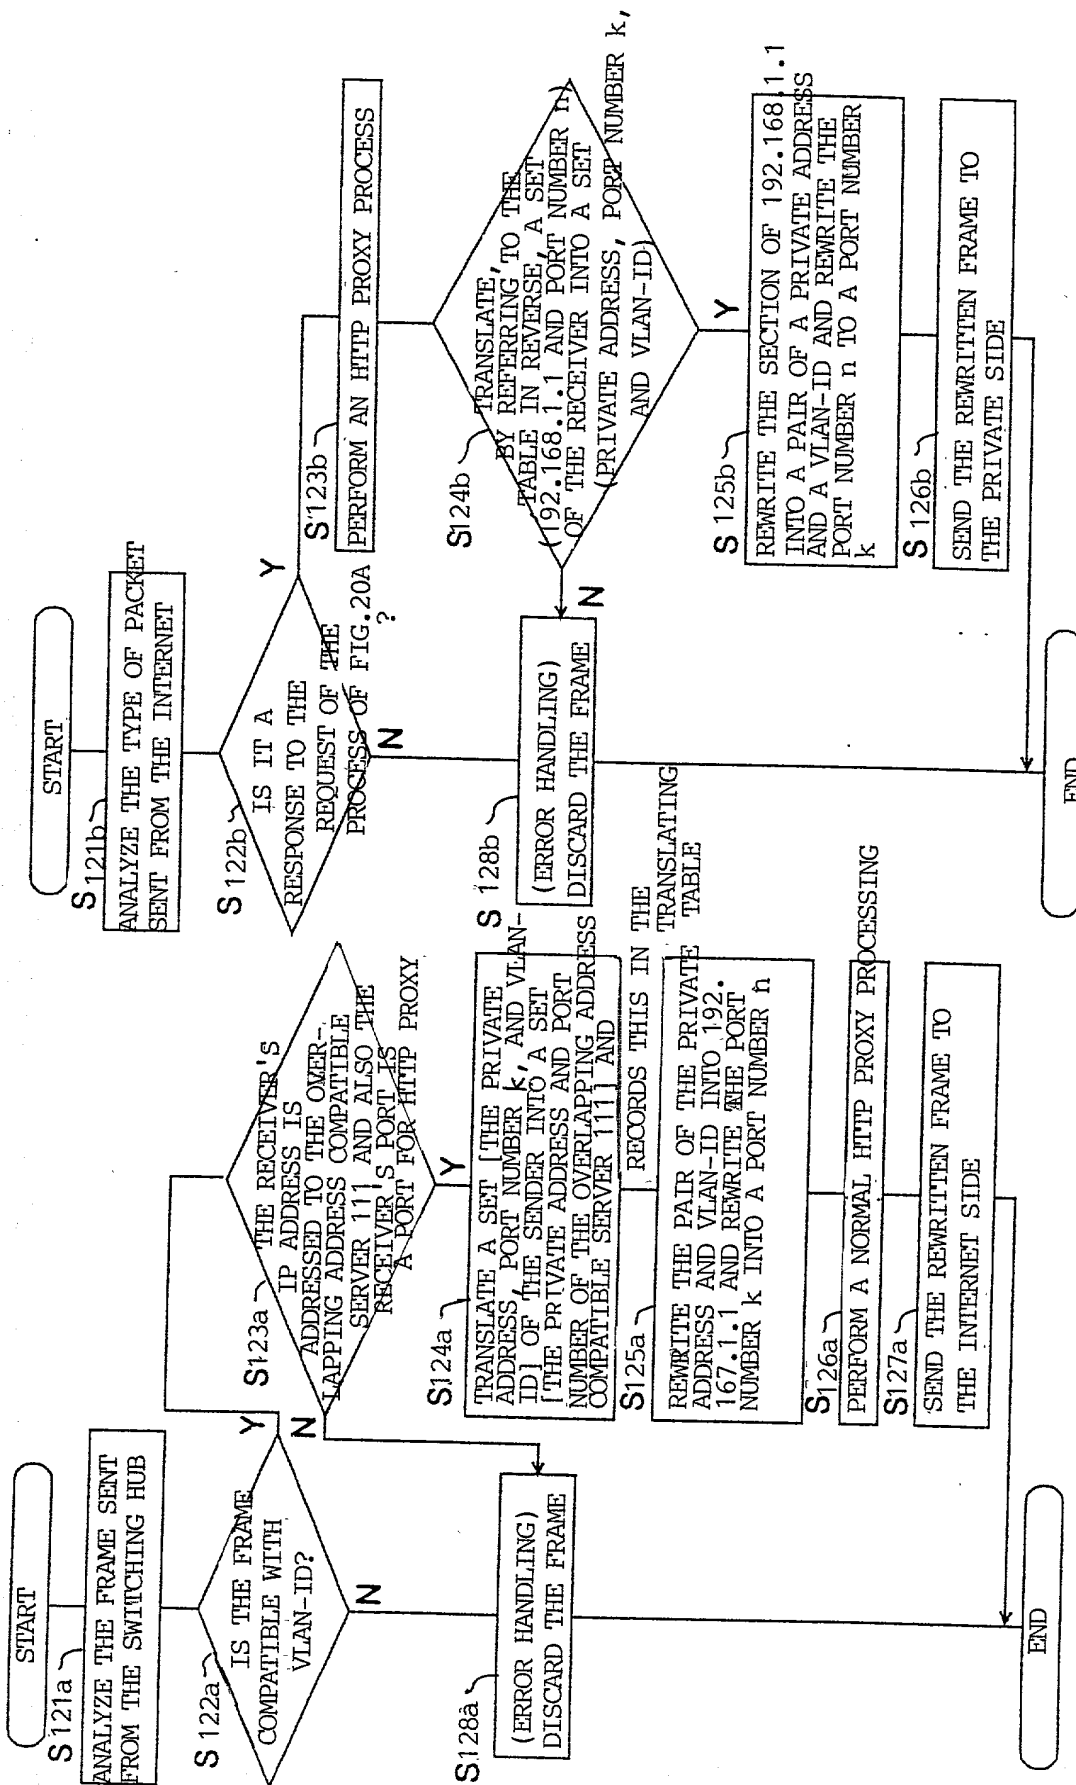 START
S121a
ANALYZE THE FRAME SENT
FROM THE SWITCHING HUB
S122a
IS THE FRAME
COMPATIBLE WITH
VLAN-ID?
Y
N
S123a
THE RECEIVER'S
IP ADDRESS IS
ADDRESSED TO THE OVER-
LAPPING ADDRESS COMPATIBLE
SERVER 111 AND ALSO THE
RECEIVER'S PORT IS
A PORT FOR HTTP PROXY
N
Y
S124a
TRANSLATE A SET [THE PRIVATE
ADDRESS, PORT NUMBER k, AND VLAN-
ID] OF THE SENDER INTO A SET
[THE PRIVATE ADDRESS AND PORT
NUMBER OF THE OVERLAPPING ADDRESS
COMPATIBLE SERVER 111] AND
RECORDS THIS IN THE
TRANSLATING
TABLE
S125a
REWRITE THE PAIR OF THE PRIVATE
ADDRESS AND VLAN-ID INTO 192.
167.1.1 AND REWRITE THE PORT
NUMBER k INTO A PORT NUMBER n
S126a
PERFORM A NORMAL HTTP PROXY PROCESSING
S127a
SEND THE REWRITTEN FRAME TO
THE INTERNET SIDE
S128a
(ERROR HANDLING)
DISCARD THE FRAME
END
START
S121b
ANALYZE THE TYPE OF PACKET
SENT FROM THE INTERNET
S122b
IS IT A
RESPONSE TO THE
REQUEST OF THE
PROCESS OF FIG.20A
?
Y
N
S123b
PERFORM AN HTTP PROXY PROCESS
S124b
TRANSLATE,
BY REFERRING TO THE
TABLE IN REVERSE, A SET
(192.168.1.1 AND PORT NUMBER n)
OF THE RECEIVER INTO A SET
(PRIVATE ADDRESS, PORT NUMBER k,
AND VLAN-ID)
N
Y
S125b
REWRITE THE SECTION OF 192.168.1.1
INTO A PAIR OF A PRIVATE ADDRESS
AND A VLAN-ID AND REWRITE THE
PORT NUMBER n TO A PORT NUMBER
k
S126b
SEND THE REWRITTEN FRAME TO
THE PRIVATE SIDE
S 128b
(ERROR HANDLING)
DISCARD THE FRAME
END